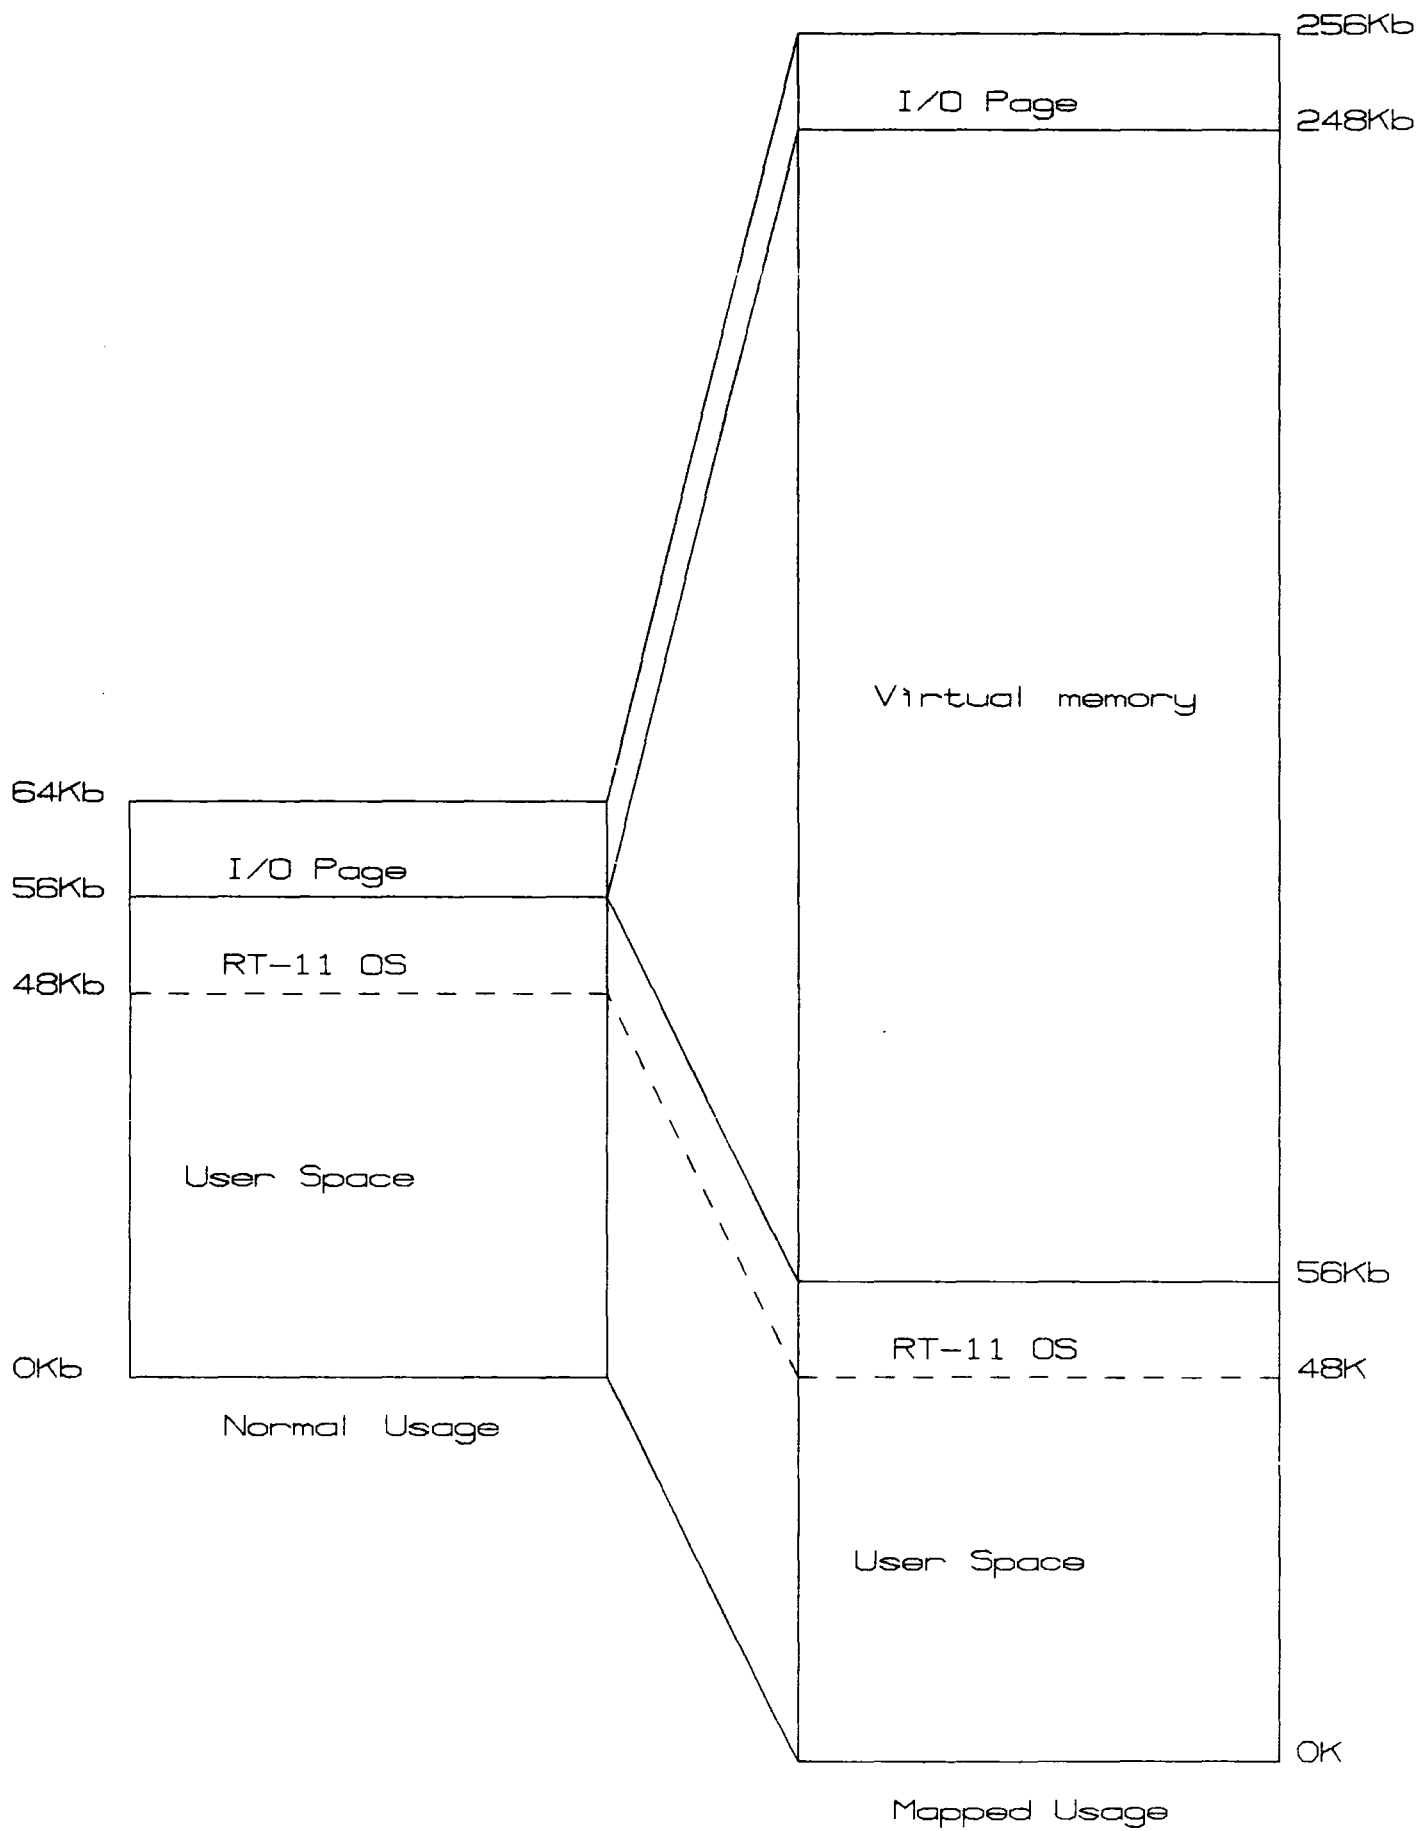 256Kb
I/O Page
248Kb
Virtual memory
64Kb
I/O Page
56Kb
RT-11 OS
48Kb
User Space
56Kb
RT-11 OS
48K
0Kb
Normal Usage
User Space
0K
Mapped Usage